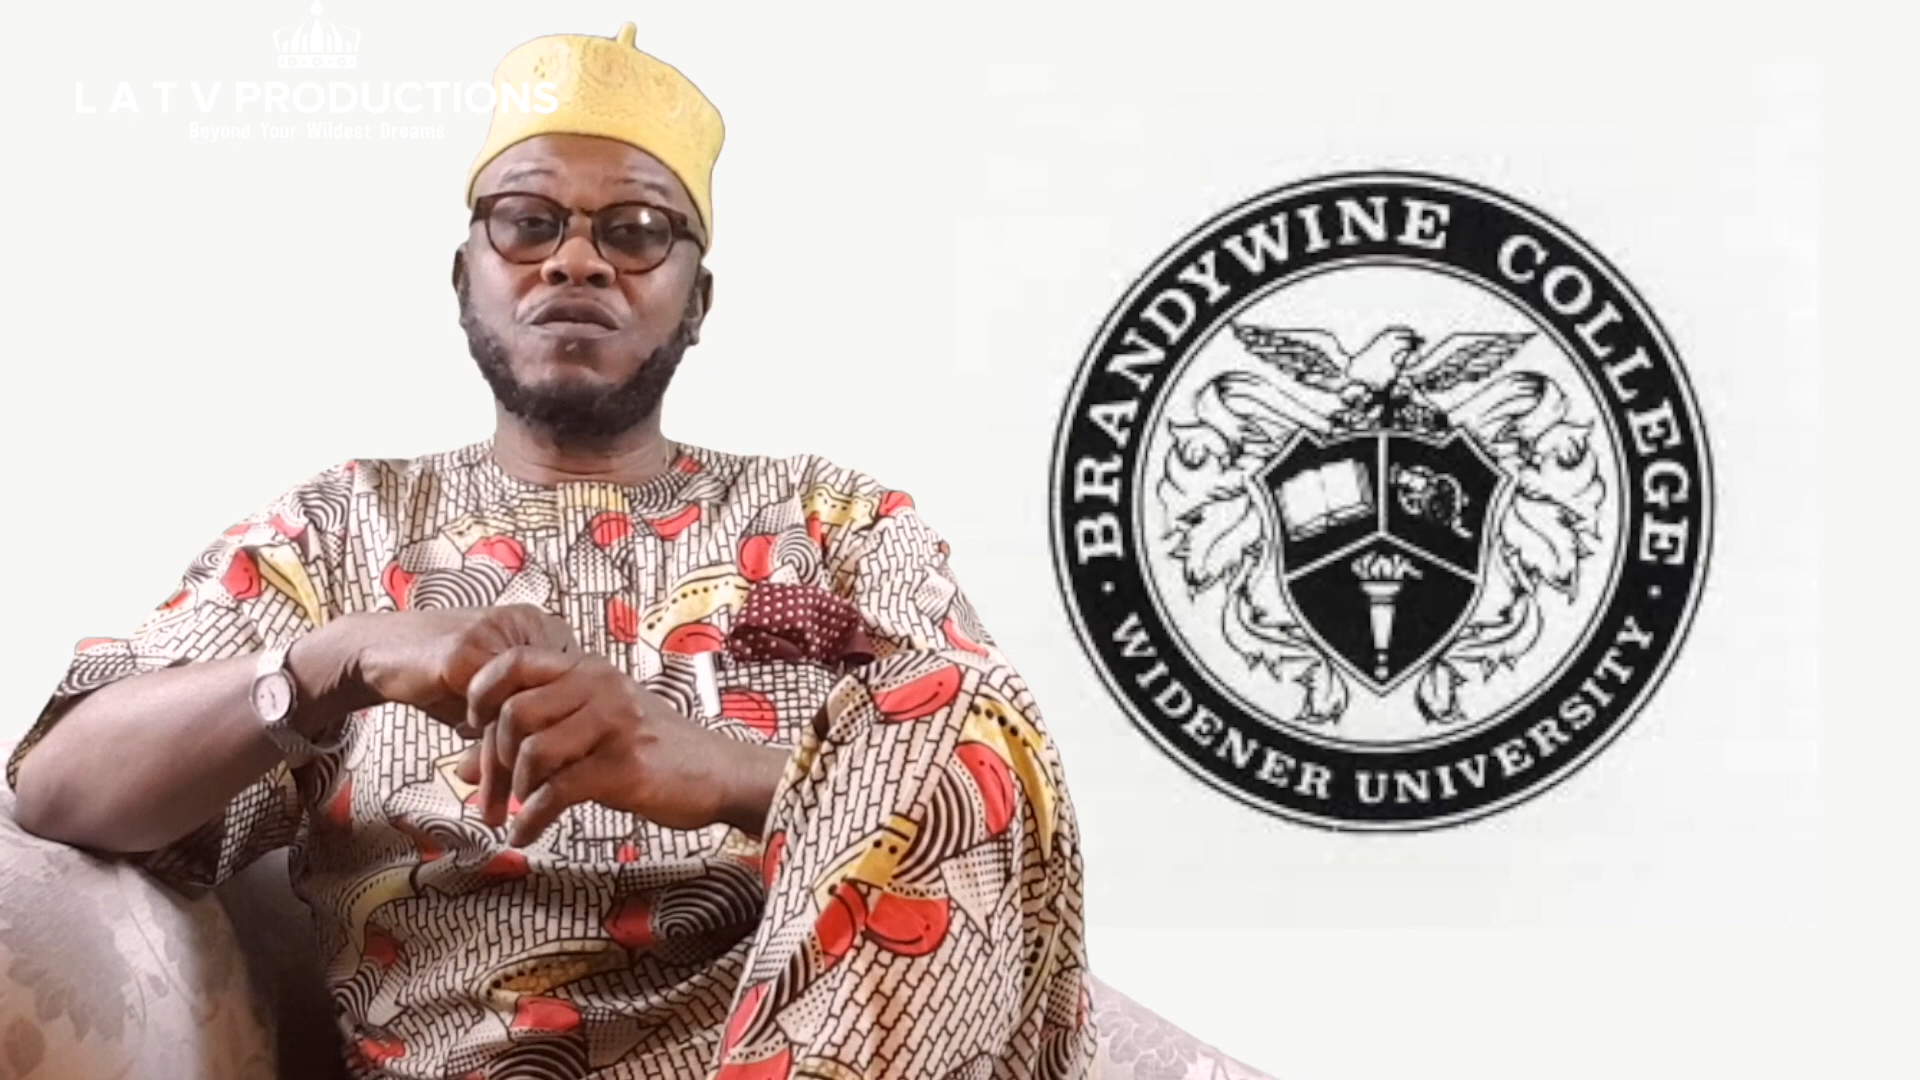 L A T V PRODUCTIONS
Beyond Your Wildest Dreams
BRANDYWINE COLLEGE
· WIDENER UNIVERSITY ·